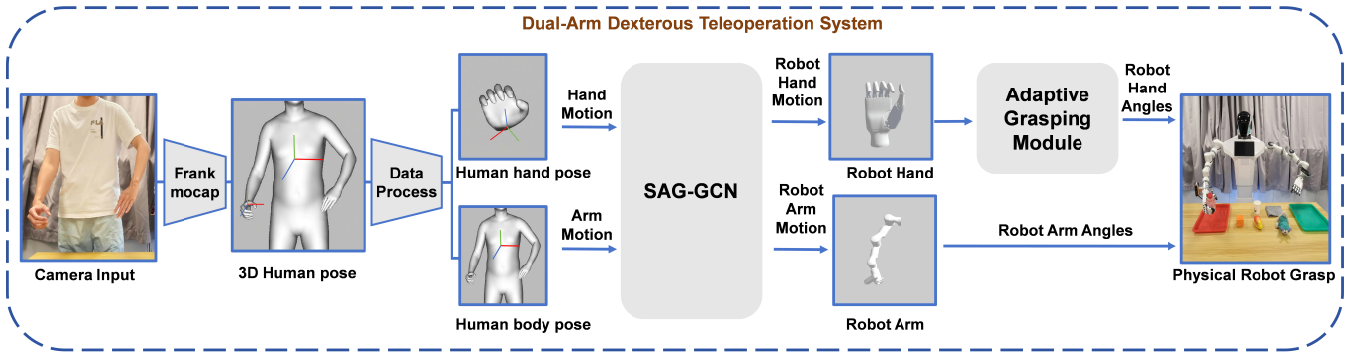 Dual-Arm Dexterous Teleoperation System
Camera Input
Frank
mocap
3D Human pose
Data
Process
Human hand pose
Human body pose
Hand
Motion
Arm
Motion
SAG-GCN
Robot
Hand
Motion
Robot Hand
Robot
Arm
Motion
Robot Arm
Adaptive
Grasping
Module
Robot
Hand
Angles
Robot Arm Angles
Physical Robot Grasp